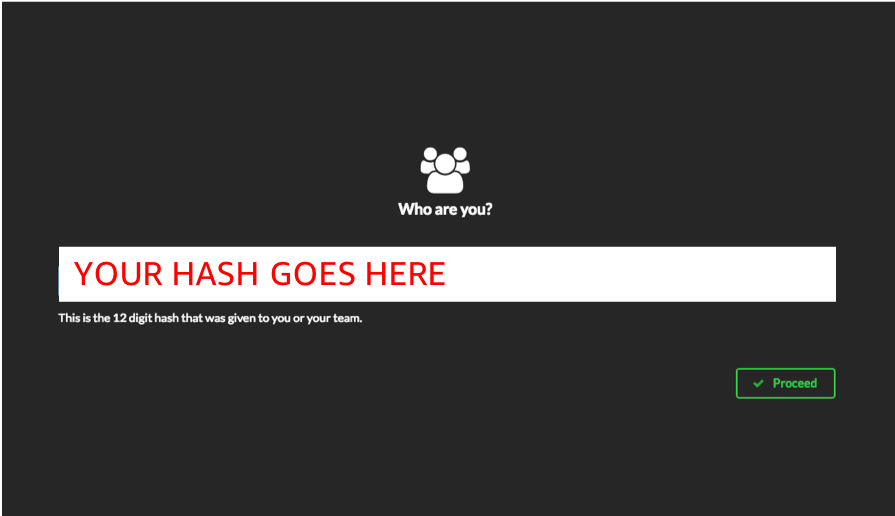 Who are you?
YOUR HASH GOES HERE
This is the 12 digit hash that was given to you or your team.
Proceed